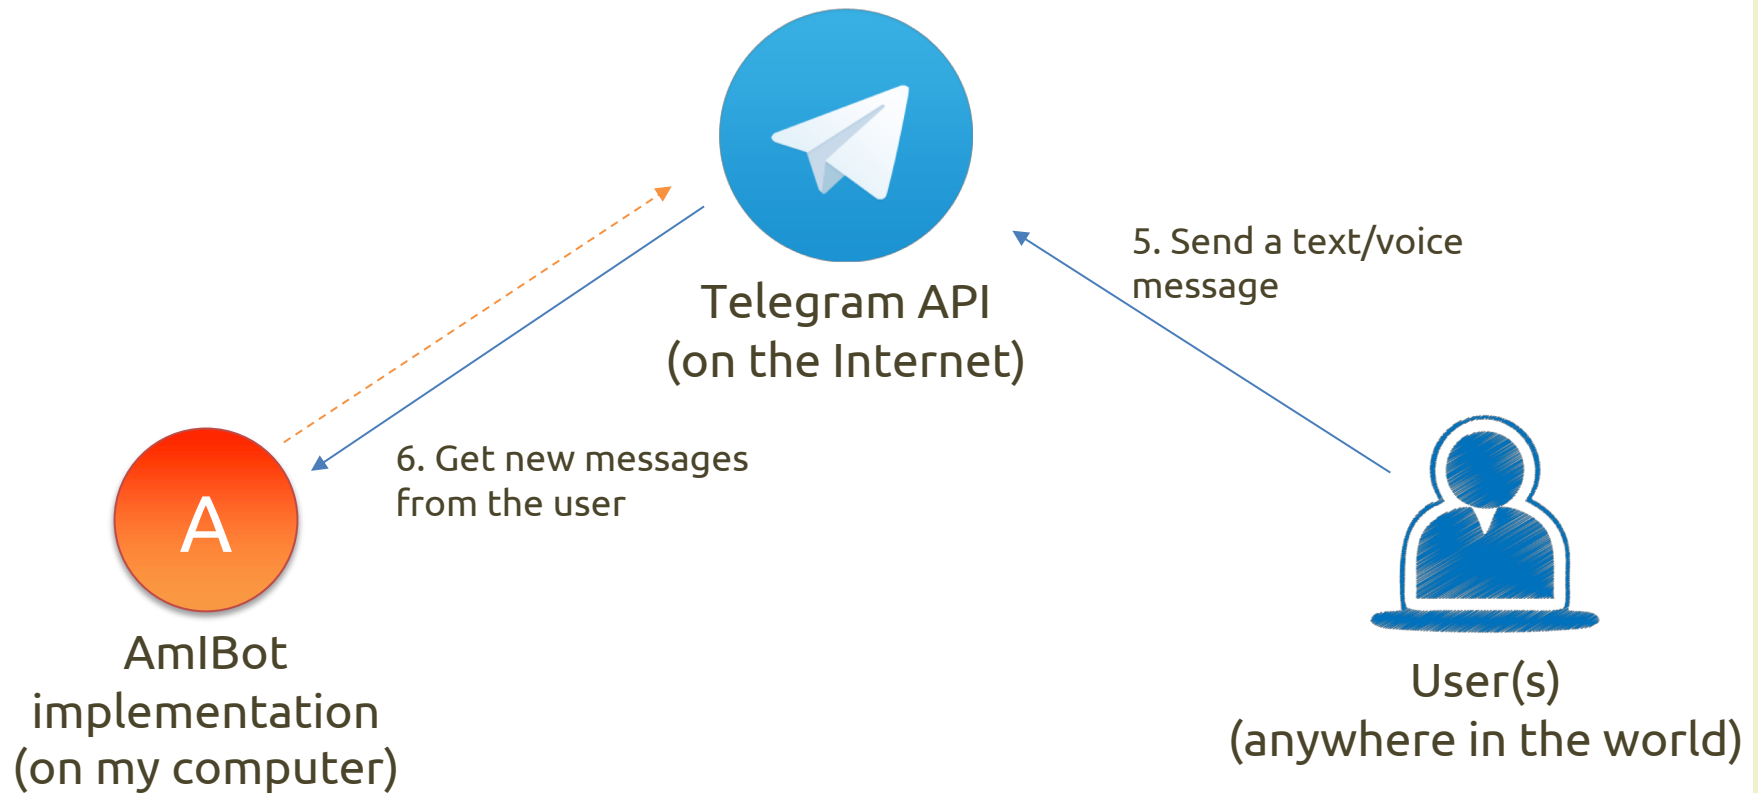 5. Send a text/voice
message
Telegram API
(on the Internet)
6. Get new messages
from the user
A
AmIBot
implementation
(on my computer)
User(s)
(anywhere in the world)